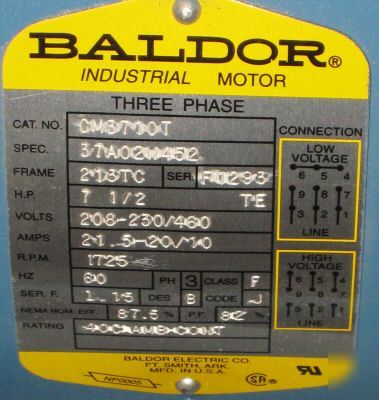 BALDOR®
INDUSTRIAL MOTOR
THREE PHASE
CAT. NO. CM3710T
SPEC. 37A02W452
FRAME 213TC SER. F0293
H.P. 7 1/2 TE
VOLTS 208-230/460
AMPS 21.5-20/10
R.P.M. 1725
HZ 60 PH 3 CLASS F
SER. F. 1.15 DES B CODE J
NEMA NOM. EFF. 87.5 % P.F. 82 %
RATING 40C AMB-CONT
CONNECTION
LOW VOLTAGE
6 5 4
9 8 7
3 2 1
LINE
HIGH VOLTAGE
6 5 4
9 8 7
3 2 1
LINE
BALDOR ELECTRIC CO.
FT. SMITH, ARK.
MFD. IN U.S.A.
NP0005
SA®